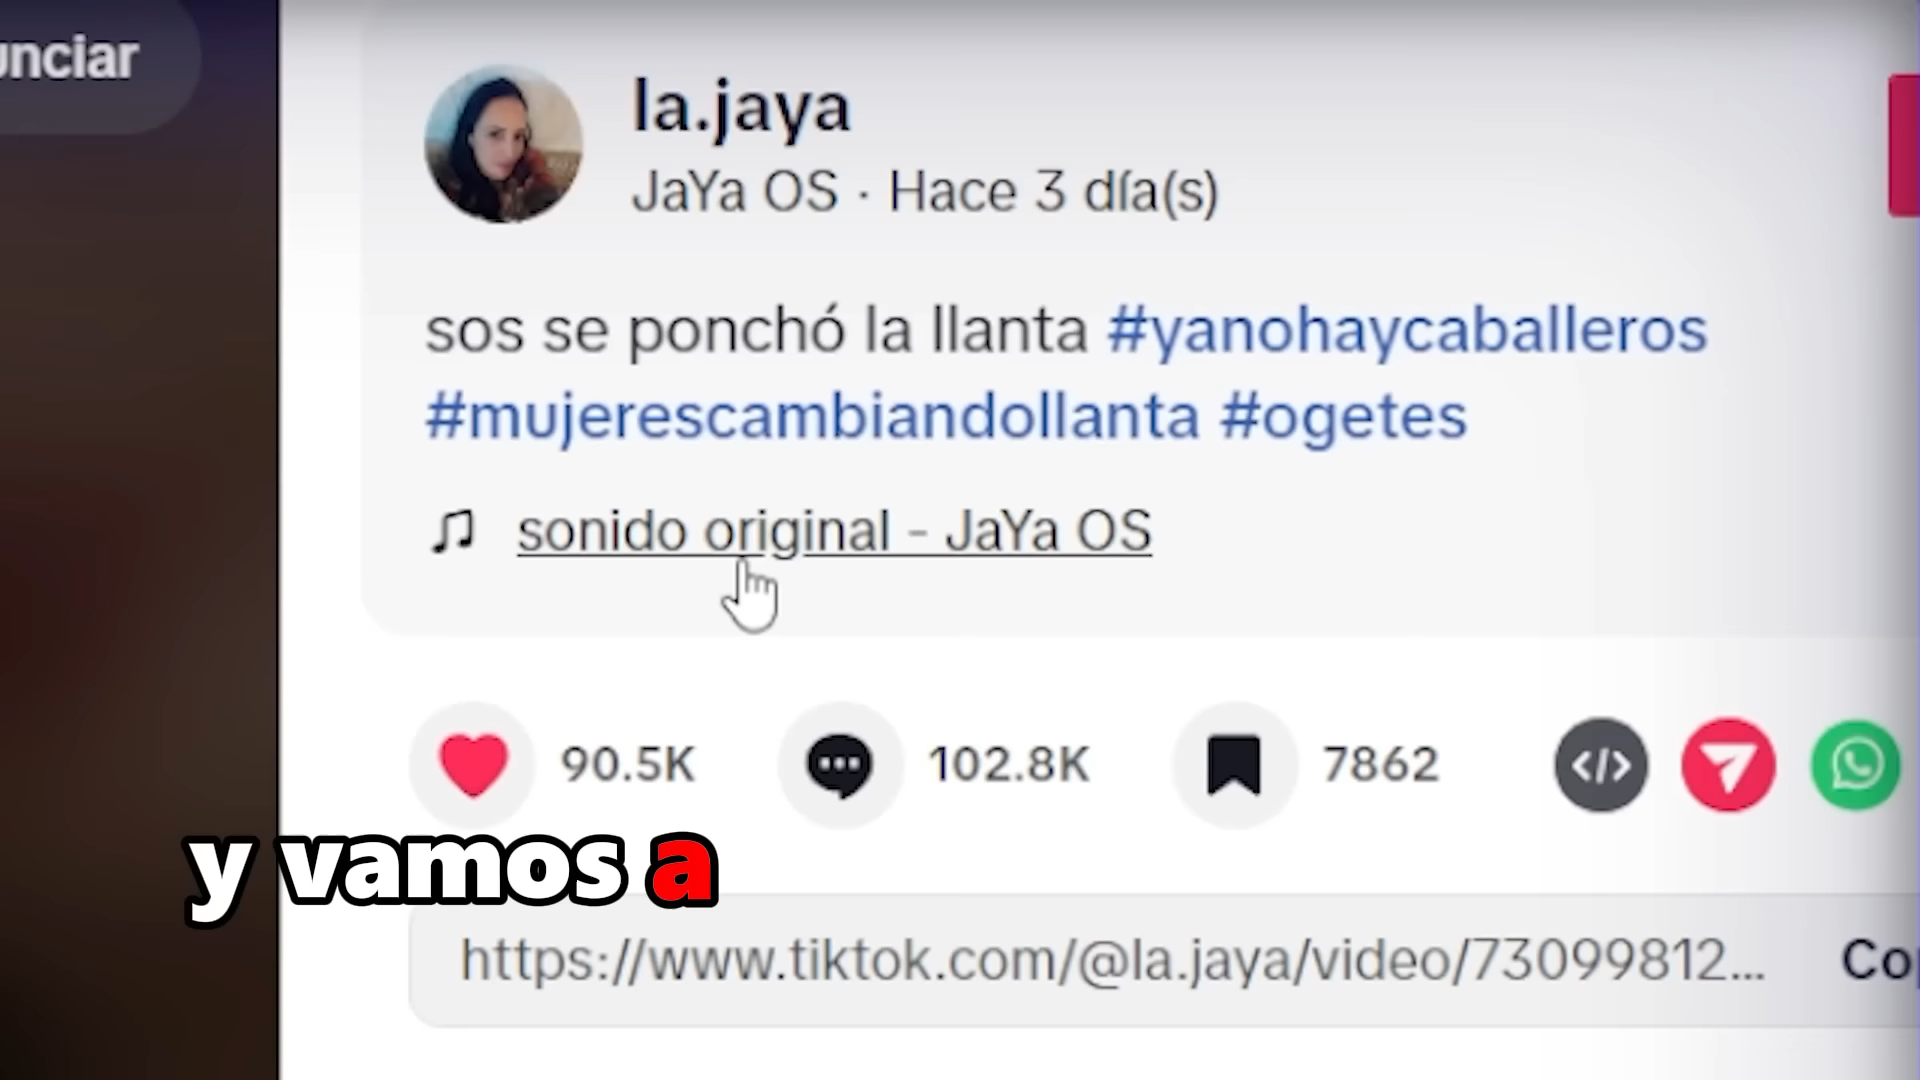 unciar
la.jaya
JaYa OS · Hace 3 día(s)
sos se ponchó la llanta #yanohaycaballeros
#mujerescambiandollanta #ogetes
sonido original - JaYa OS
90.5K 102.8K 7862
y vamos a
https://www.tiktok.com/@la.jaya/video/73099812... Co